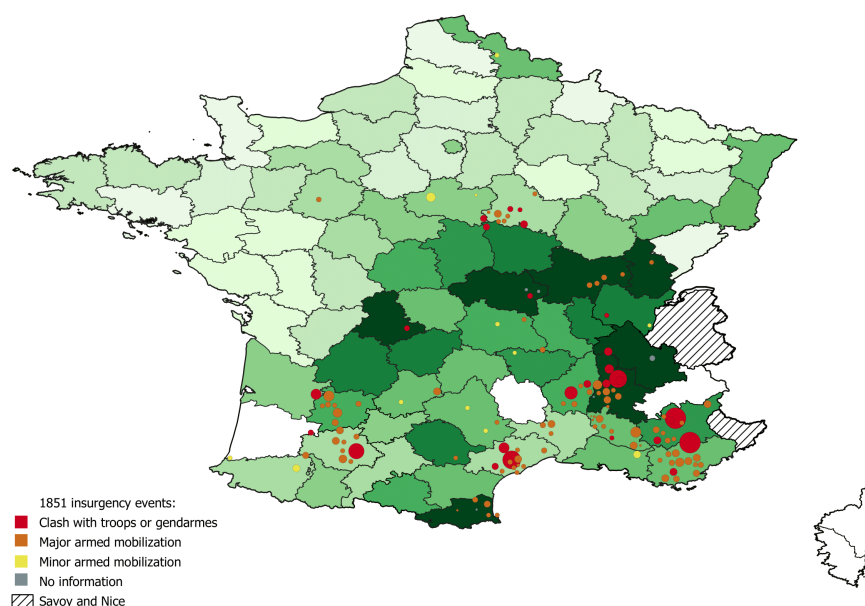 1851 insurgency events:
Clash with troops or gendarmes
Major armed mobilization
Minor armed mobilization
No information
Savoy and Nice